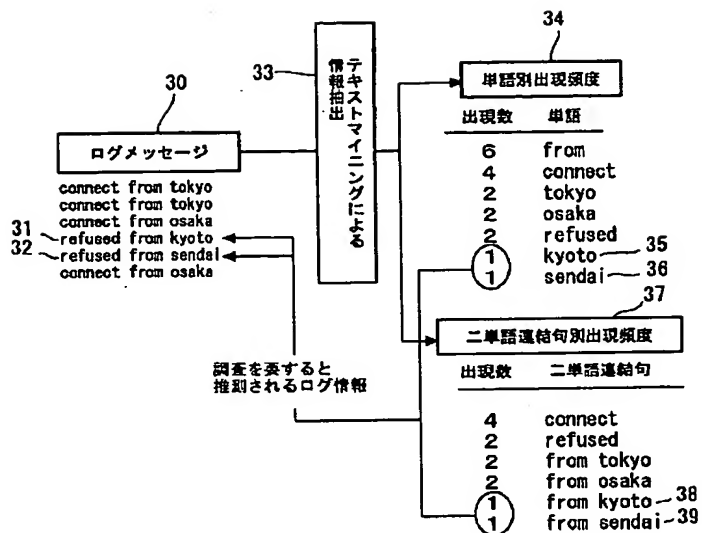 30
ログメッセージ
connect from tokyo
connect from tokyo
connect from osaka
31
refused from kyoto
32
refused from sendai
connect from osaka
33
テキストマイニングによる
情報抽出
34
単語別出現頻度
出現数 単語
6 from
4 connect
2 tokyo
2 osaka
2 refused
1 kyoto 35
1 sendai 36
37
二単語連結句別出現頻度
出現数 二単語連結句
4 connect
2 refused
2 from tokyo
2 from osaka
1 from kyoto 38
1 from sendai 39
調査を要すると
推測されるログ情報